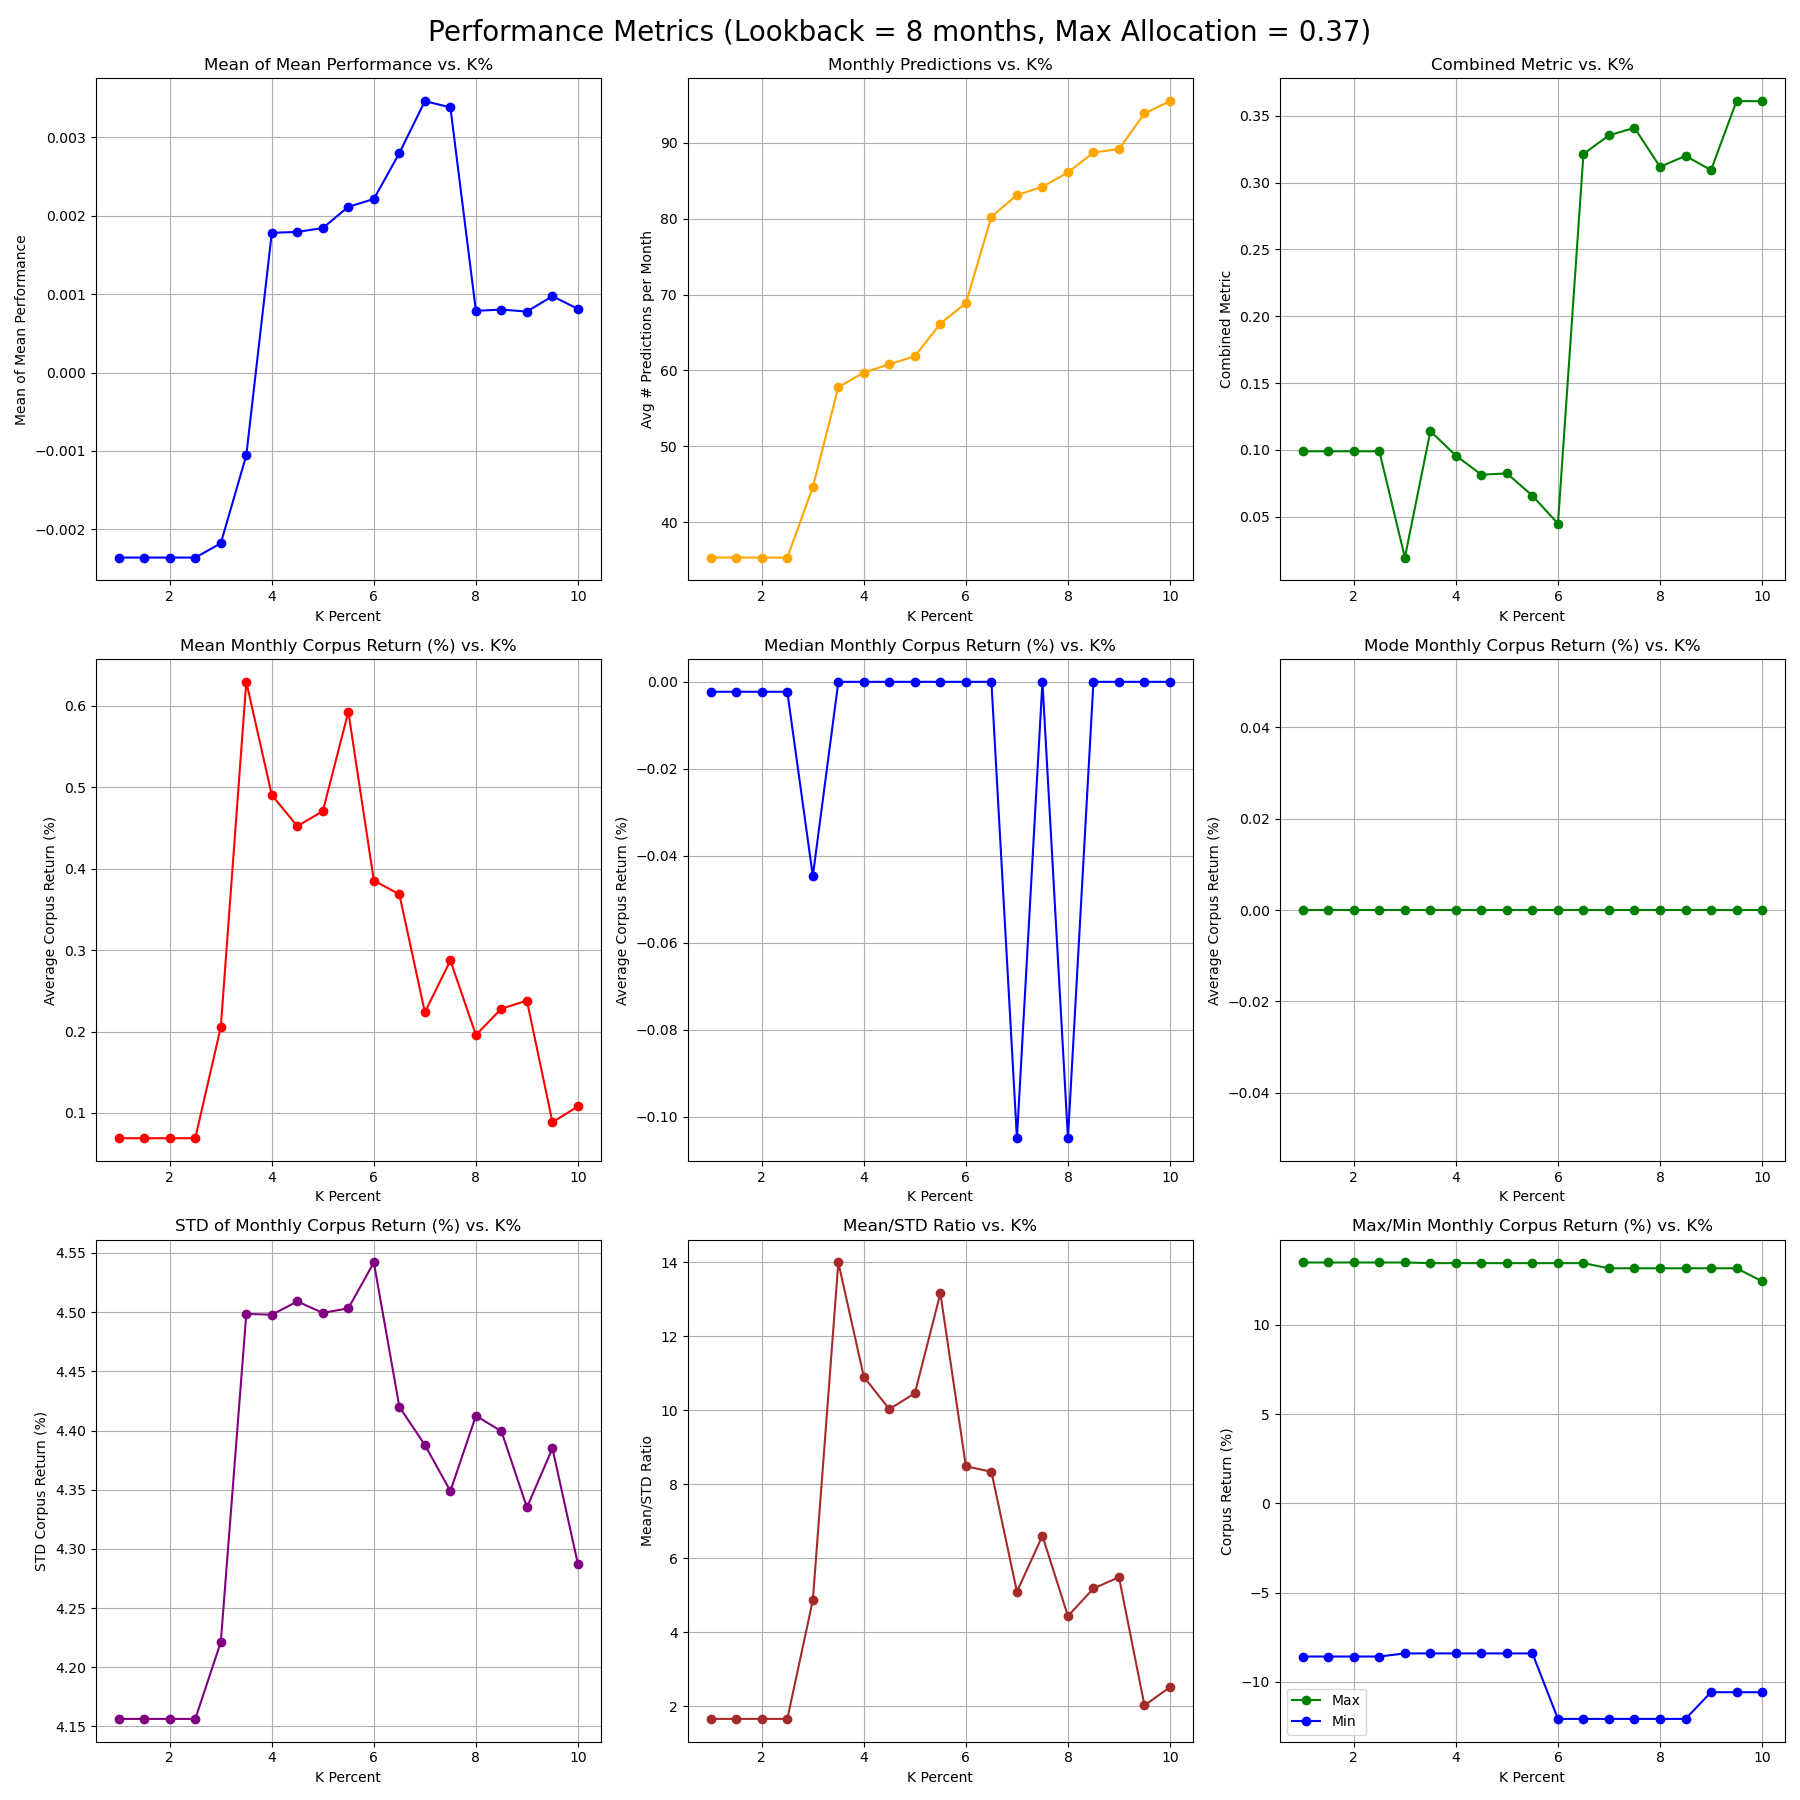 Performance Metrics (Lookback = 8 months, Max Allocation = 0.37)
Mean of Mean Performance vs. K%
Mean of Mean Performance
0.003
0.002
0.001
0.000
−0.001
−0.002
2 4 6 8 10
K Percent
Monthly Predictions vs. K%
Avg # Predictions per Month
90
80
70
60
50
40
2 4 6 8 10
K Percent
Combined Metric vs. K%
Combined Metric
0.35
0.30
0.25
0.20
0.15
0.10
0.05
2 4 6 8 10
K Percent
Mean Monthly Corpus Return (%) vs. K%
Average Corpus Return (%)
0.6
0.5
0.4
0.3
0.2
0.1
2 4 6 8 10
K Percent
Median Monthly Corpus Return (%) vs. K%
Average Corpus Return (%)
0.00
−0.02
−0.04
−0.06
−0.08
−0.10
2 4 6 8 10
K Percent
Mode Monthly Corpus Return (%) vs. K%
Average Corpus Return (%)
0.04
0.02
0.00
−0.02
−0.04
2 4 6 8 10
K Percent
STD of Monthly Corpus Return (%) vs. K%
STD Corpus Return (%)
4.55
4.50
4.45
4.40
4.35
4.30
4.25
4.20
4.15
2 4 6 8 10
K Percent
Mean/STD Ratio vs. K%
Mean/STD Ratio
14
12
10
8
6
4
2
2 4 6 8 10
K Percent
Max/Min Monthly Corpus Return (%) vs. K%
Corpus Return (%)
10
5
0
−5
−10
Max
Min
2 4 6 8 10
K Percent